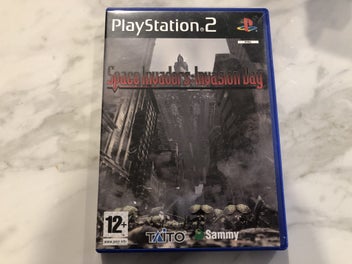 PlayStation®2
Space Invaders: Invasion Day
12+
TAITO
Sammy